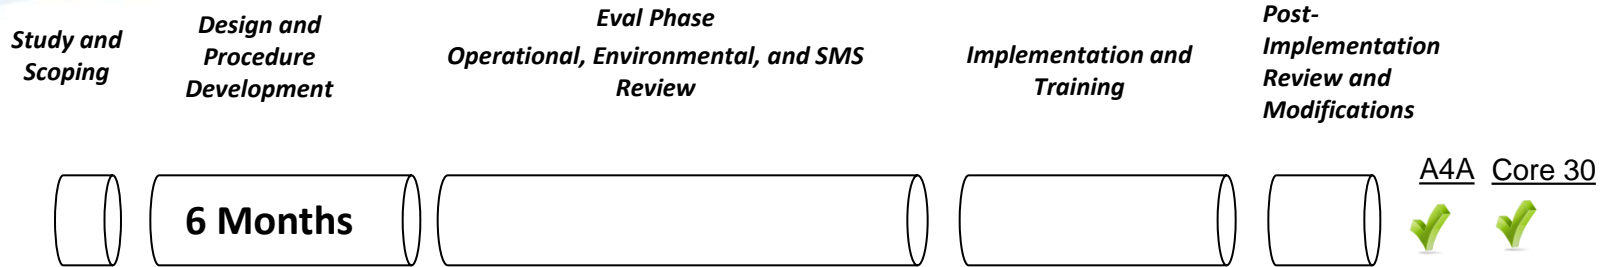 Study and
Scoping
Design and
Procedure
Development
Eval Phase
Operational, Environmental, and SMS
Review
Implementation and
Training
Post-
Implementation
Review and
Modifications
A4A Core 30
6 Months